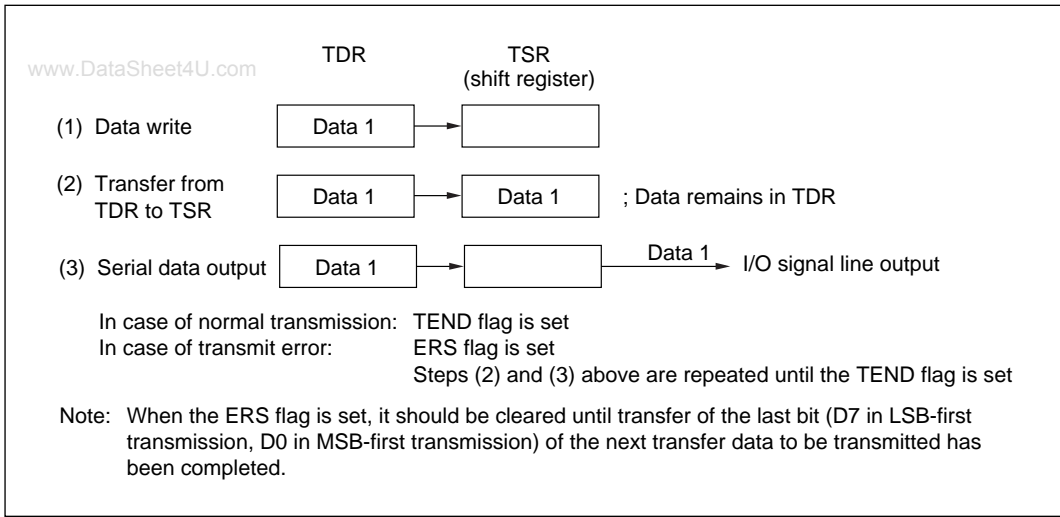 www.DataSheet4U.com
TDR
TSR
(shift register)
(1) Data write
Data 1
(2) Transfer from
TDR to TSR
Data 1
Data 1
; Data remains in TDR
(3) Serial data output
Data 1
Data 1
I/O signal line output
In case of normal transmission: TEND flag is set
In case of transmit error: ERS flag is set
Steps (2) and (3) above are repeated until the TEND flag is set
Note: When the ERS flag is set, it should be cleared until transfer of the last bit (D7 in LSB-first
transmission, D0 in MSB-first transmission) of the next transfer data to be transmitted has
been completed.